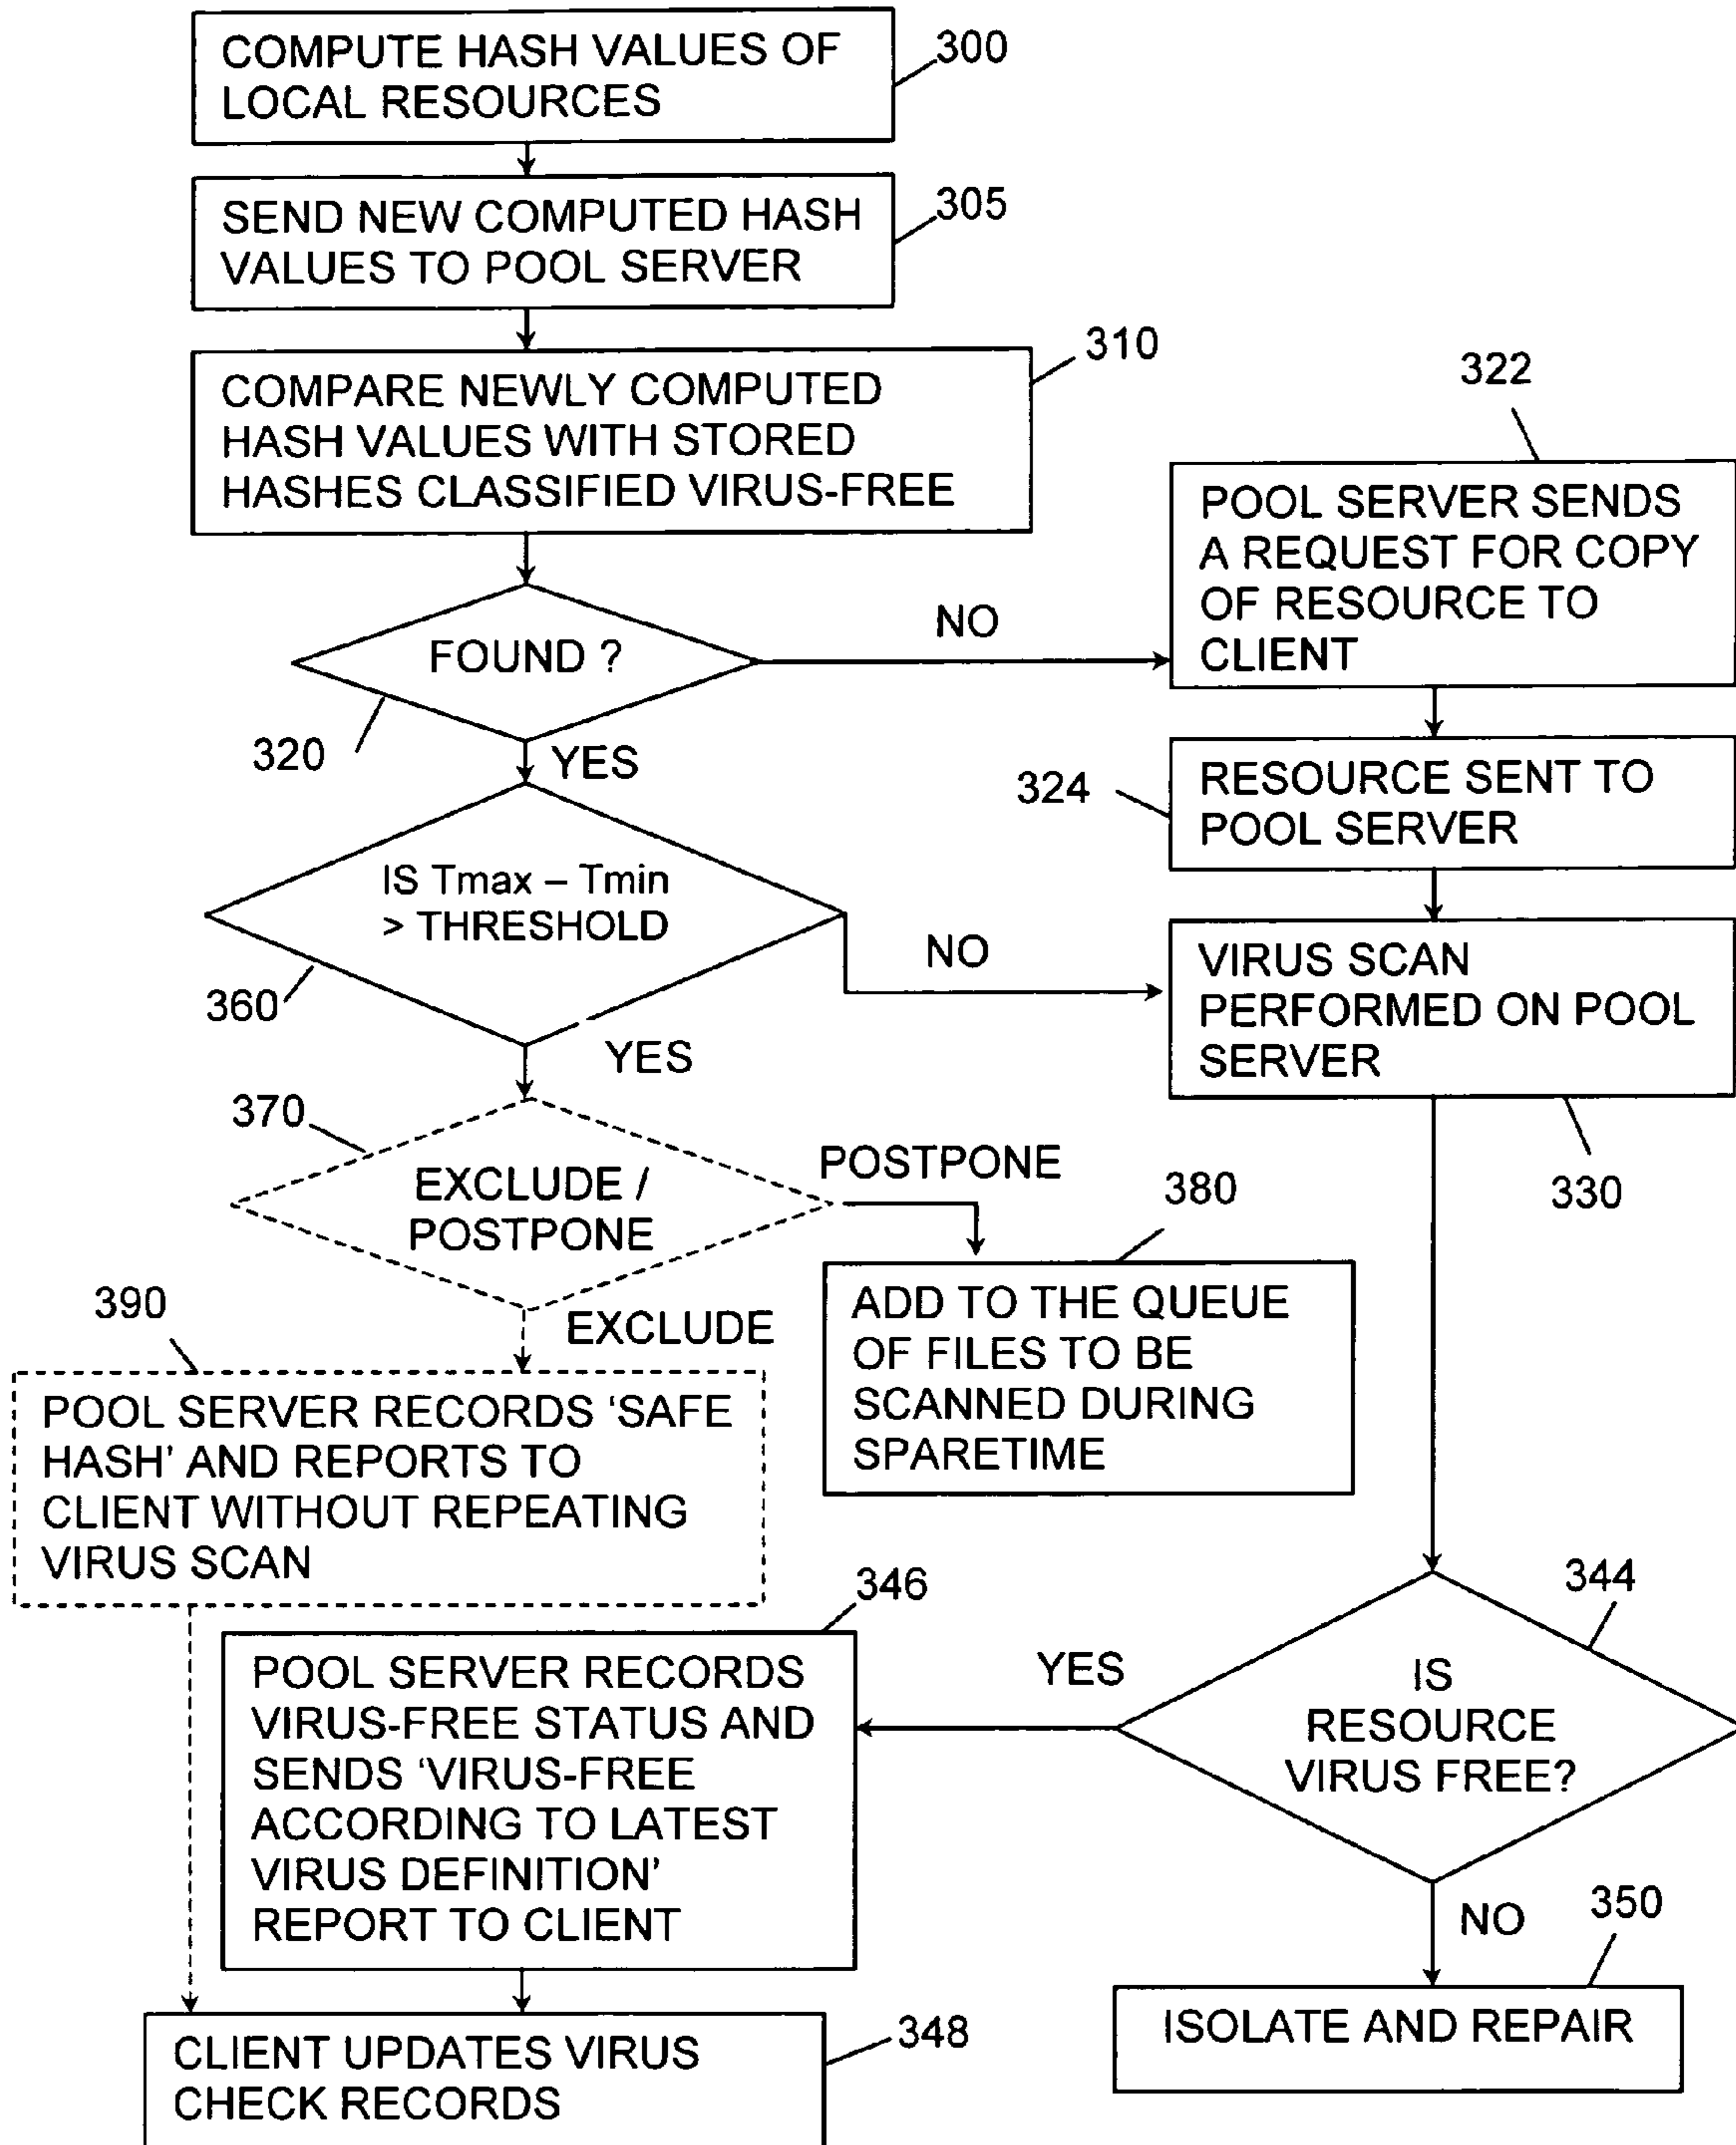 COMPUTE HASH VALUES OF
LOCAL RESOURCES
300
SEND NEW COMPUTED HASH
VALUES TO POOL SERVER
305
COMPARE NEWLY COMPUTED
HASH VALUES WITH STORED
HASHES CLASSIFIED VIRUS-FREE
310
322
POOL SERVER SENDS
A REQUEST FOR COPY
OF RESOURCE TO
CLIENT
FOUND ?
NO
320
YES
324
RESOURCE SENT TO
POOL SERVER
IS Tmax – Tmin
> THRESHOLD
NO
360
YES
VIRUS SCAN
PERFORMED ON POOL
SERVER
330
370
EXCLUDE /
POSTPONE
POSTPONE
380
EXCLUDE
ADD TO THE QUEUE
OF FILES TO BE
SCANNED DURING
SPARETIME
390
POOL SERVER RECORDS ‘SAFE
HASH’ AND REPORTS TO
CLIENT WITHOUT REPEATING
VIRUS SCAN
346
344
POOL SERVER RECORDS
VIRUS-FREE STATUS AND
SENDS ‘VIRUS-FREE
ACCORDING TO LATEST
VIRUS DEFINITION’
REPORT TO CLIENT
YES
IS
RESOURCE
VIRUS FREE?
NO
350
ISOLATE AND REPAIR
CLIENT UPDATES VIRUS
CHECK RECORDS
348